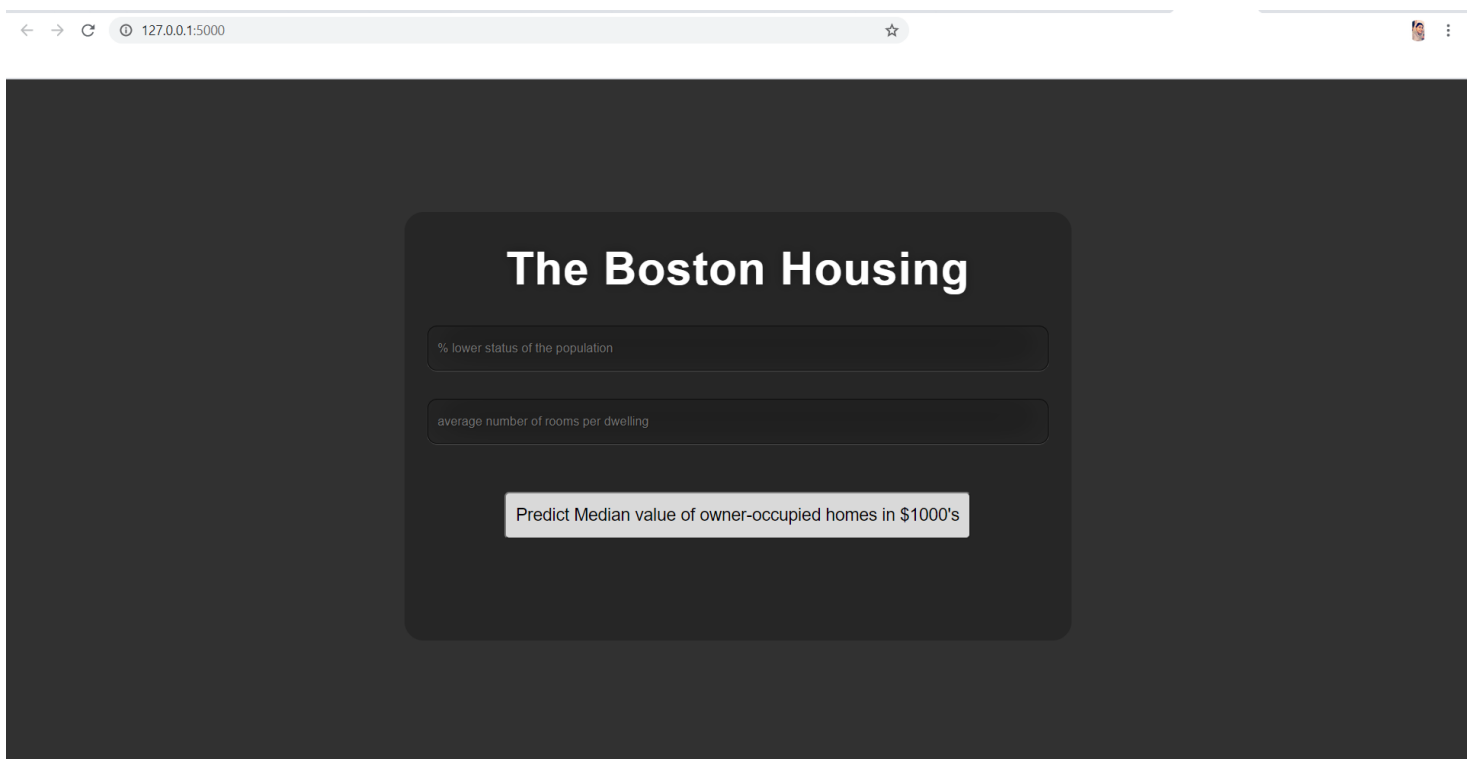 127.0.0.1:5000
The Boston Housing
% lower status of the population
average number of rooms per dwelling
Predict Median value of owner-occupied homes in $1000's